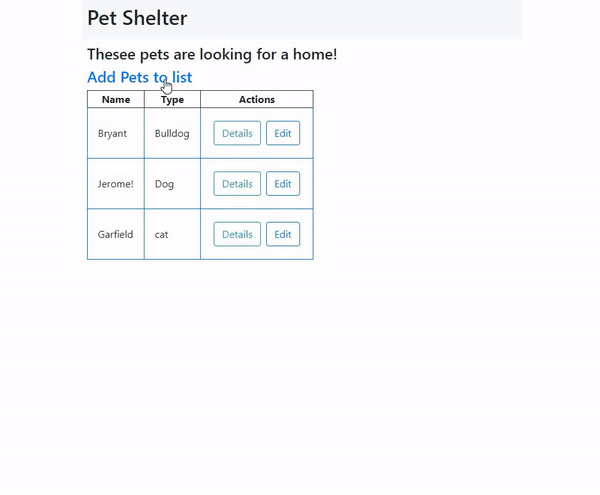 Pet Shelter
Thesee pets are looking for a home!
Add Pets to list
Name Type Actions
Bryant Bulldog Details Edit
Jerome! Dog Details Edit
Garfield cat Details Edit